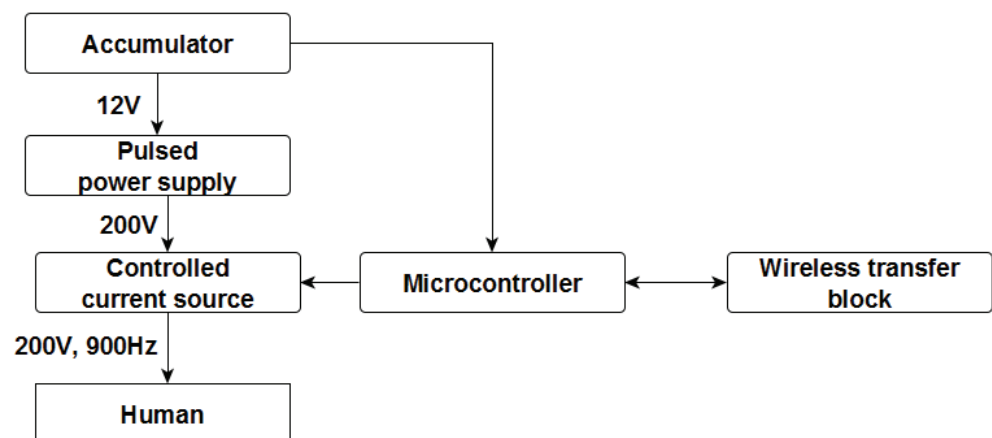 Accumulator
12V
Pulsed
power supply
200V
Controlled
current source
Microcontroller
Wireless transfer
block
200V, 900Hz
Human